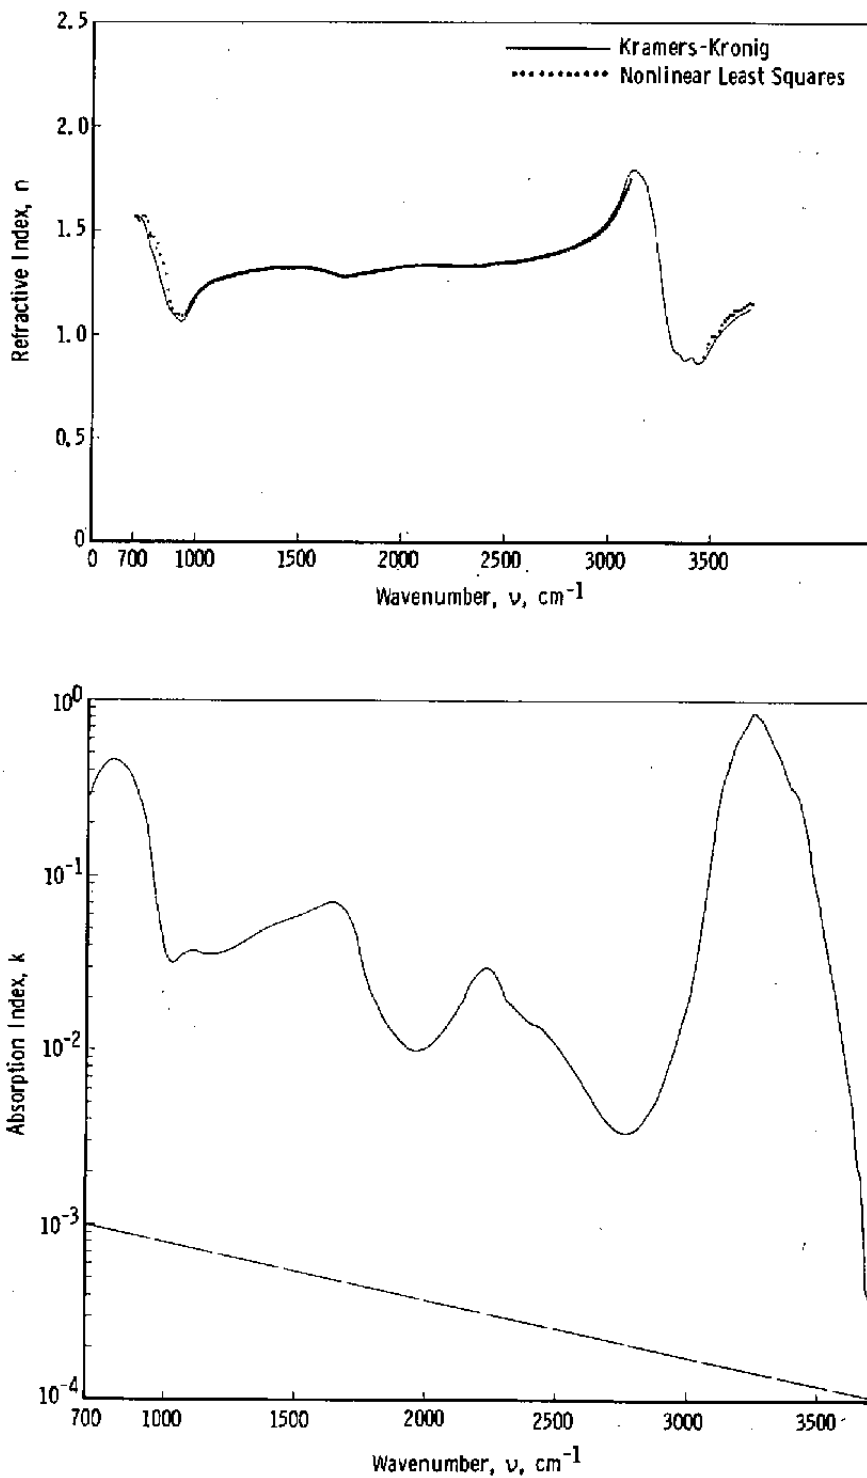 2.5
Kramers-Kronig
Nonlinear Least Squares
2.0
1.5
1.0
0.5
0
Refractive Index, n
0 700 1000 1500 2000 2500 3000 3500
Wavenumber, ν, cm⁻¹
10⁰
10⁻¹
10⁻²
10⁻³
10⁻⁴
Absorption Index, k
700 1000 1500 2000 2500 3000 3500
Wavenumber, ν, cm⁻¹